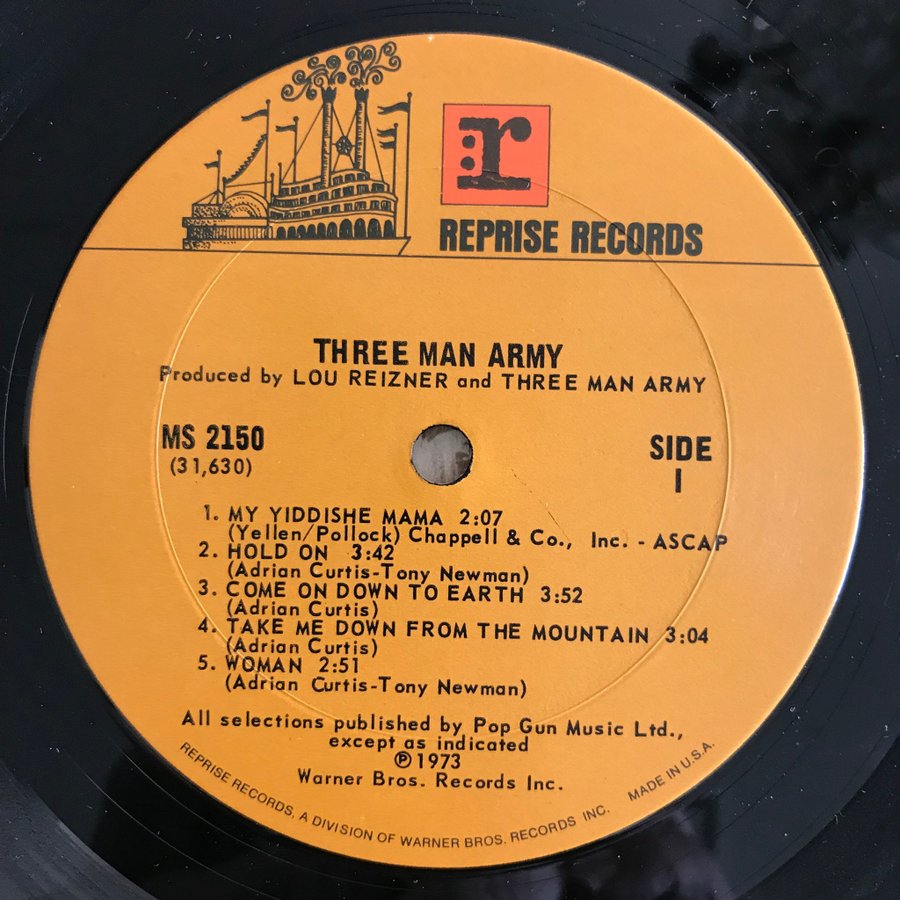 r
REPRISE RECORDS
THREE MAN ARMY
Produced by LOU REIZNER and THREE MAN ARMY
MS 2150
(31,630)
SIDE
1
1. MY YIDDISHE MAMA 2:07
(Yellen/Pollock) Chappell & Co., Inc. - ASCAP
2. HOLD ON 3:42
(Adrian Curtis-Tony Newman)
3. COME ON DOWN TO EARTH 3:52
(Adrian Curtis)
4. TAKE ME DOWN FROM THE MOUNTAIN 3:04
(Adrian Curtis)
5. WOMAN 2:51
(Adrian Curtis-Tony Newman)
All selections published by Pop Gun Music Ltd.,
except as indicated
℗1973
Warner Bros. Records Inc.
REPRISE RECORDS, A DIVISION OF WARNER BROS. RECORDS INC. MADE IN U.S.A.